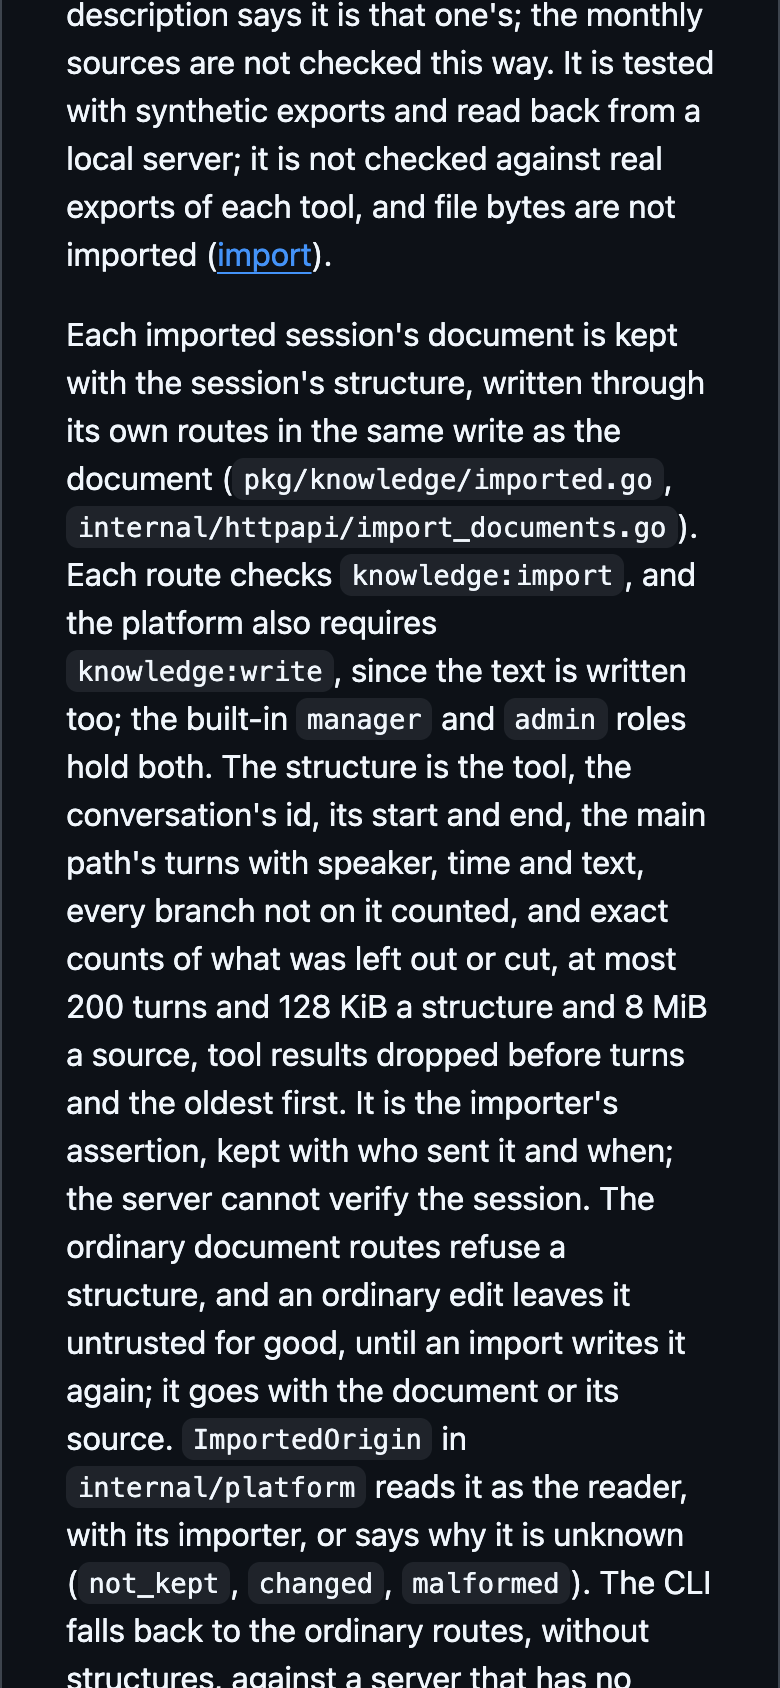 description says it is that one's; the monthly
sources are not checked this way. It is tested
with synthetic exports and read back from a
local server; it is not checked against real
exports of each tool, and file bytes are not
imported (import).
Each imported session's document is kept
with the session's structure, written through
its own routes in the same write as the
document ( pkg/knowledge/imported.go ,
internal/httpapi/import_documents.go ).
Each route checks knowledge:import , and
the platform also requires
knowledge:write , since the text is written
too; the built-in manager and admin roles
hold both. The structure is the tool, the
conversation's id, its start and end, the main
path's turns with speaker, time and text,
every branch not on it counted, and exact
counts of what was left out or cut, at most
200 turns and 128 KiB a structure and 8 MiB
a source, tool results dropped before turns
and the oldest first. It is the importer's
assertion, kept with who sent it and when;
the server cannot verify the session. The
ordinary document routes refuse a
structure, and an ordinary edit leaves it
untrusted for good, until an import writes it
again; it goes with the document or its
source. ImportedOrigin in
internal/platform reads it as the reader,
with its importer, or says why it is unknown
( not_kept , changed , malformed ). The CLI
falls back to the ordinary routes, without
structures, against a server that has no